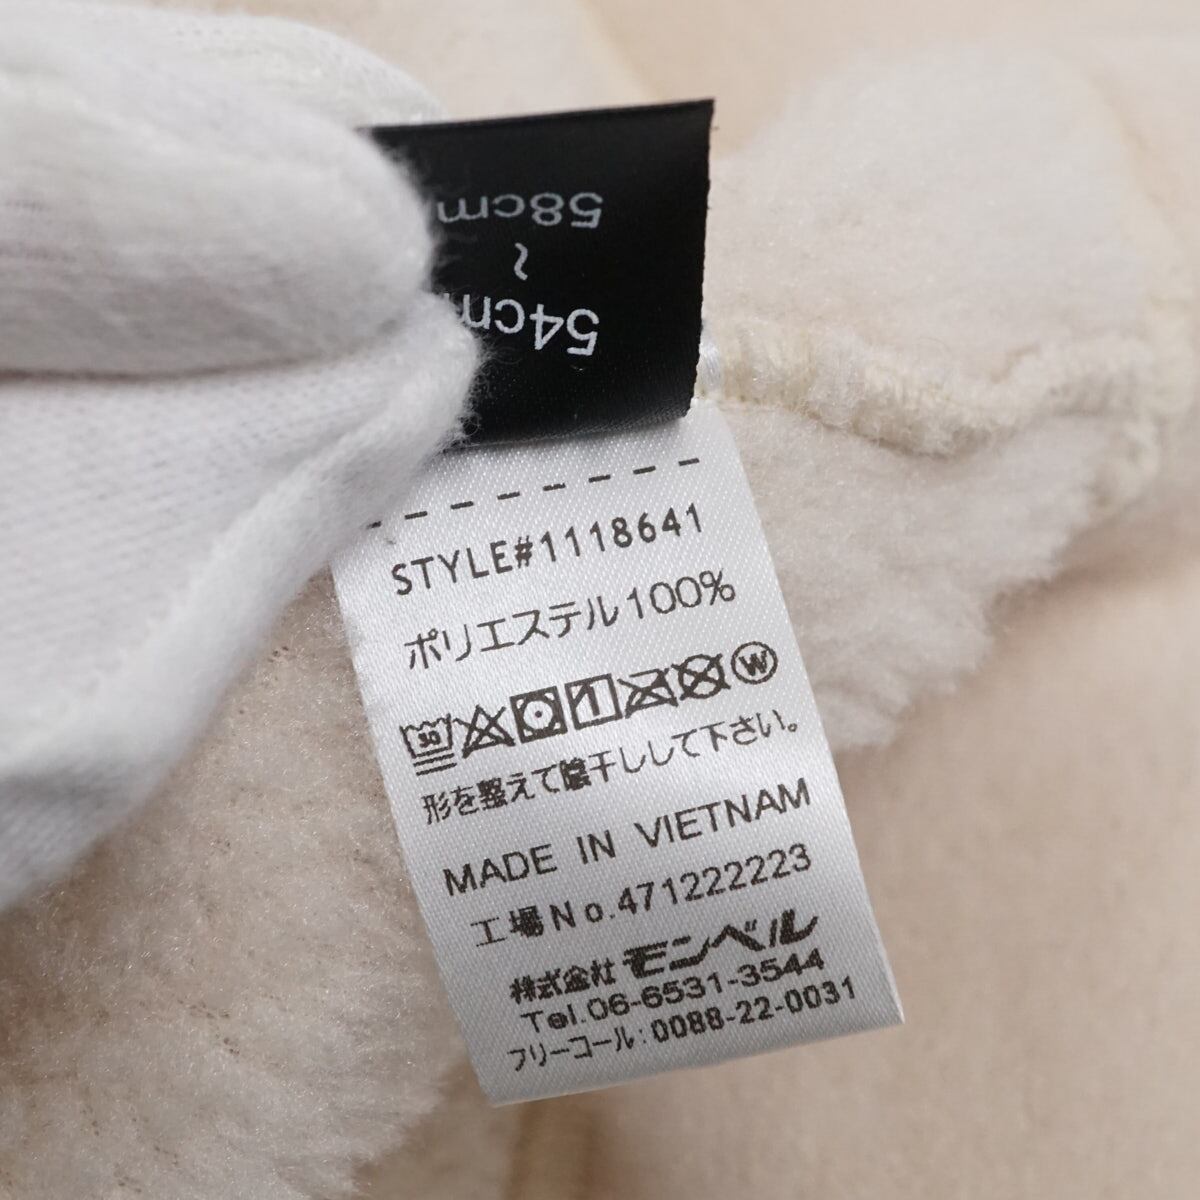 58cm
~
54cm
STYLE#1118641
ポリエステル100%
30 1 W
形を整えて陰干しして下さい。
MADE IN VIETNAM
工場No.471222223
株式会社 モンベル
Tel.06-6531-3544
フリーコール:0088-22-0031